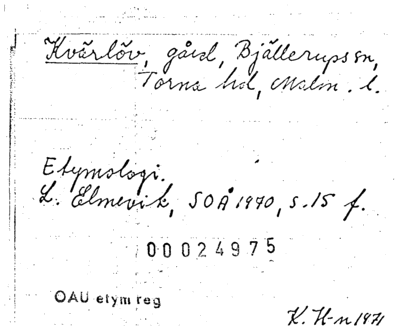 Kvärlöv, gård, Bjällerups sn,
Torna hd, Malm. l.
Etymologi.
L. Elmevik, SOÅ 1970, s. 15 f.
00024975
OAU etym reg
K. H-n 1971